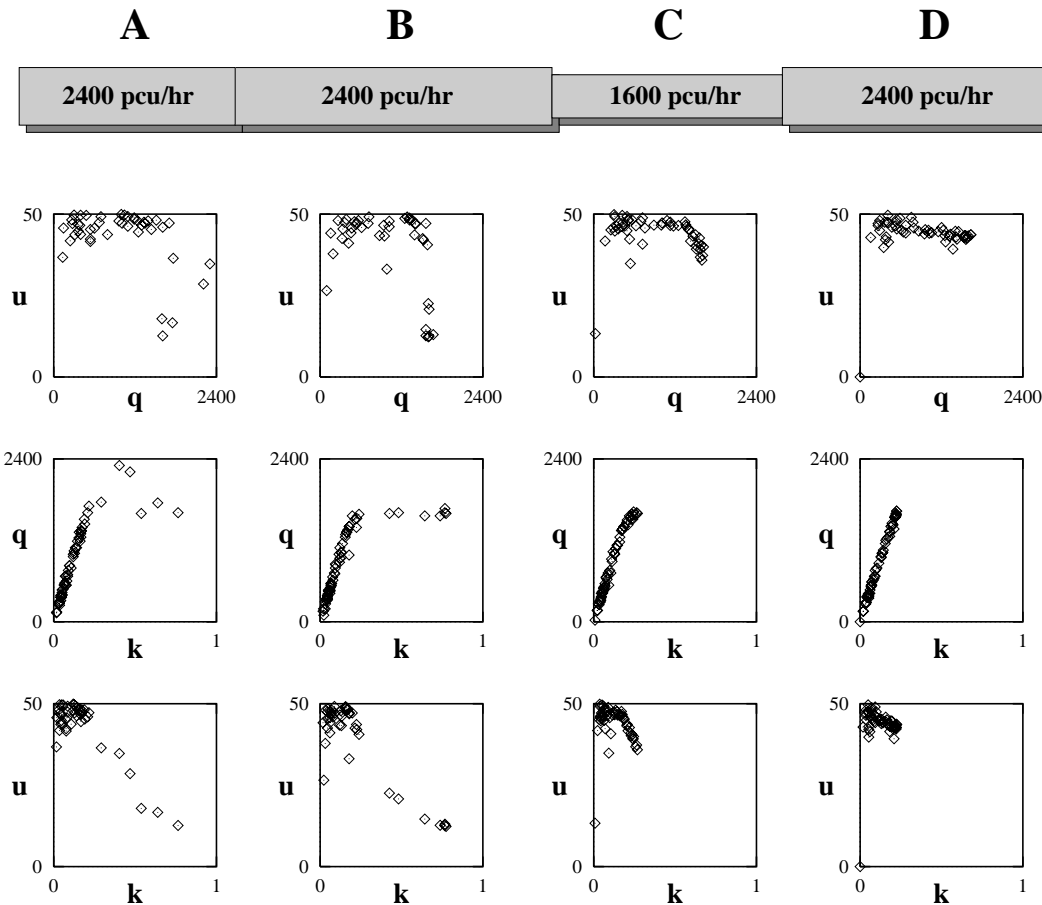 A B C D
2400 pcu/hr 2400 pcu/hr 1600 pcu/hr 2400 pcu/hr
50 50 50 50
u u u u
0 0 0 0
0 q 2400 0 q 2400 0 q 2400 0 q 2400
2400 2400 2400 2400
q q q q
0 0 0 0
0 k 1 0 k 1 0 k 1 0 k 1
50 50 50 50
u u u u
0 0 0 0
0 k 1 0 k 1 0 k 1 0 k 1